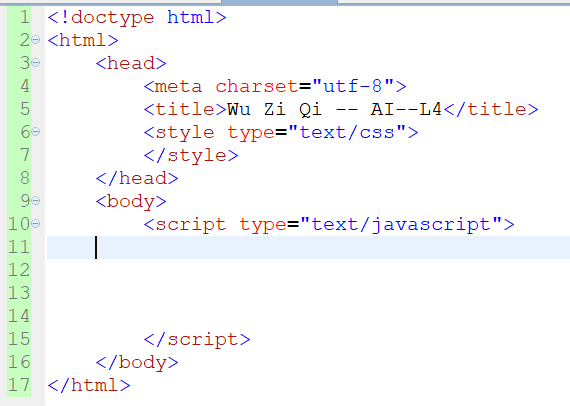 1 <!doctype html>
2 <html>
3 <head>
4 <meta charset="utf-8">
5 <title>Wu Zi Qi -- AI--L4</title>
6 <style type="text/css">
7 </style>
8 </head>
9 <body>
10 <script type="text/javascript">
11
12
13
14
15 </script>
16 </body>
17 </html>